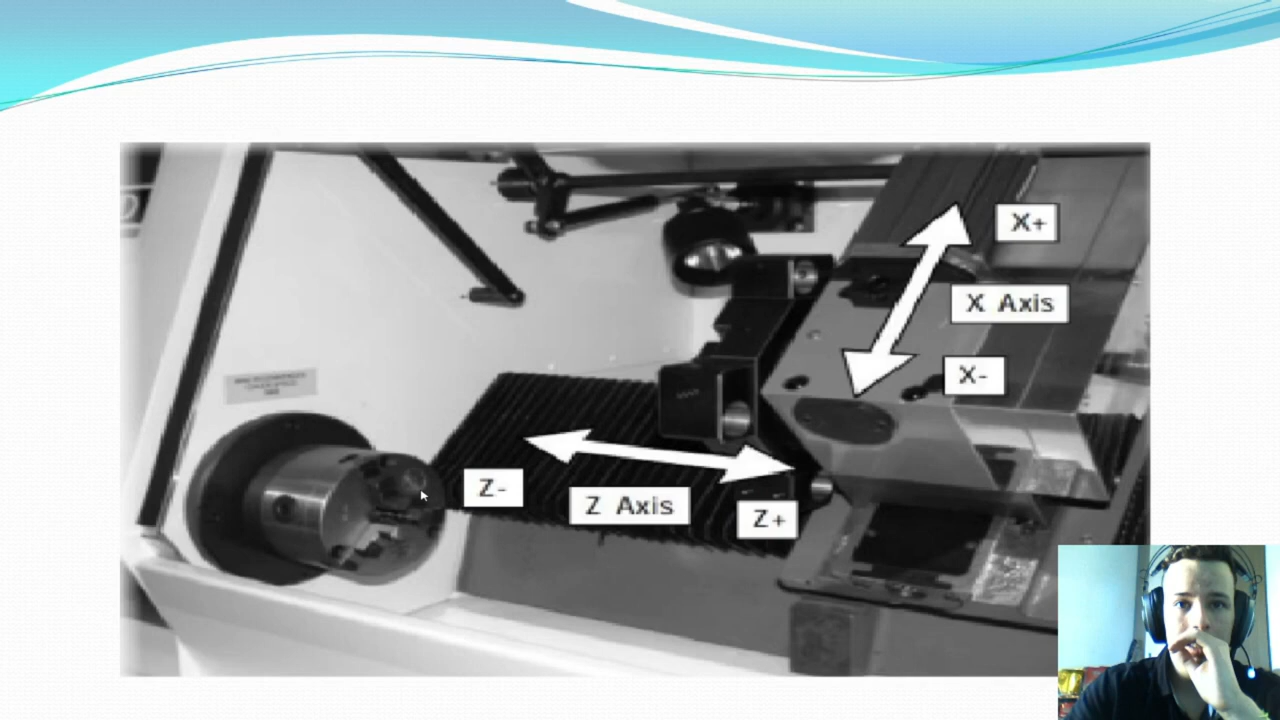 X+
X Axis
X-
Z-
Z Axis
Z+